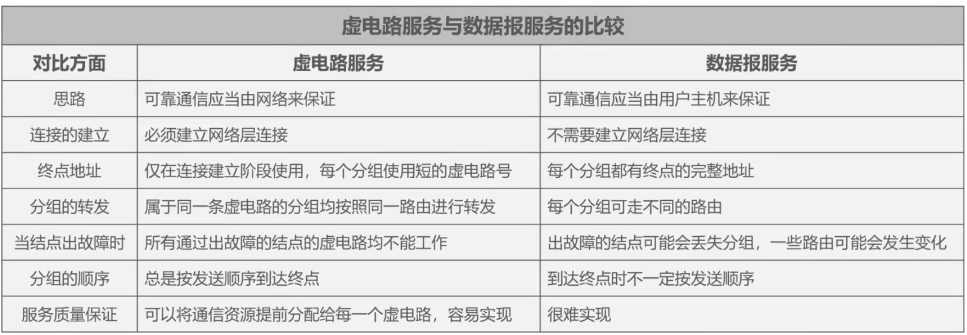 虚电路服务与数据报服务的比较
对比方面 虚电路服务 数据报服务
思路 可靠通信应当由网络来保证 可靠通信应当由用户主机来保证
连接的建立 必须建立网络层连接 不需要建立网络层连接
终点地址 仅在连接建立阶段使用，每个分组使用短的虚电路号 每个分组都有终点的完整地址
分组的转发 属于同一条虚电路的分组均按照同一路由进行转发 每个分组可走不同的路由
当结点出故障时 所有通过出故障的结点的虚电路均不能工作 出故障的结点可能会丢失分组，一些路由可能会发生变化
分组的顺序 总是按发送顺序到达终点 到达终点时不一定按发送顺序
服务质量保证 可以将通信资源提前分配给每一个虚电路，容易实现 很难实现